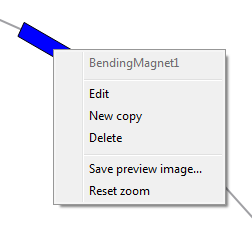 BendingMagnet1
Edit
New copy
Delete
Save preview image...
Reset zoom